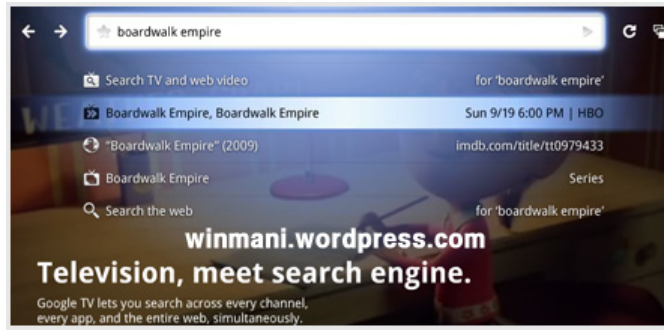 boardwalk empire
Search TV and web video for 'boardwalk empire'
Boardwalk Empire, Boardwalk Empire Sun 9/19 6:00 PM | HBO
"Boardwalk Empire" (2009) imdb.com/title/tt0979433
Boardwalk Empire Series
Search the web for 'boardwalk empire'
winmani.wordpress.com
Television, meet search engine.
Google TV lets you search across every channel,
every app, and the entire web, simultaneously.